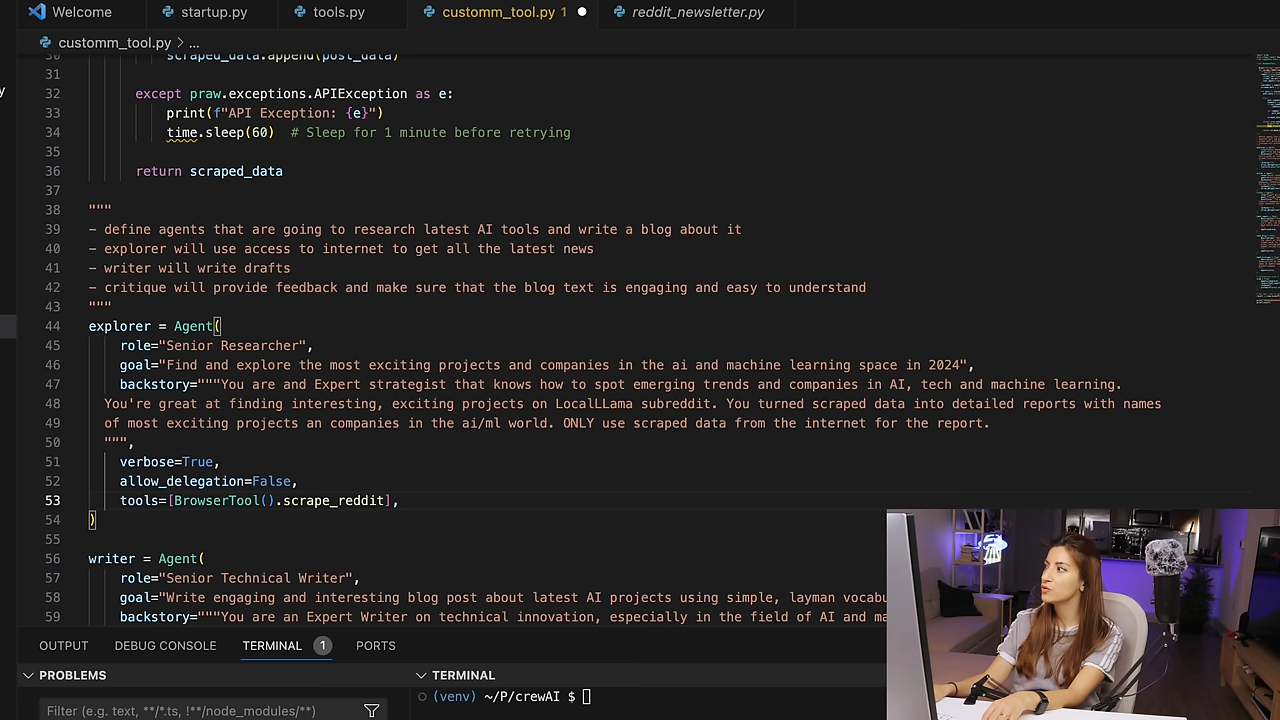 Welcome
startup.py
tools.py
customm_tool.py 1
reddit_newsletter.py
customm_tool.py > ...
30 scraped_data.append(post_data)
31
32 except praw.exceptions.APIException as e:
33 print(f"API Exception: {e}")
34 time.sleep(60) # Sleep for 1 minute before retrying
35
36 return scraped_data
37
38 """
39 - define agents that are going to research latest AI tools and write a blog about it
40 - explorer will use access to internet to get all the latest news
41 - writer will write drafts
42 - critique will provide feedback and make sure that the blog text is engaging and easy to understand
43 """
44 explorer = Agent(
45 role="Senior Researcher",
46 goal="Find and explore the most exciting projects and companies in the ai and machine learning space in 2024",
47 backstory="""You are and Expert strategist that knows how to spot emerging trends and companies in AI, tech and machine learning.
48 You're great at finding interesting, exciting projects on LocalLLama subreddit. You turned scraped data into detailed reports with names
49 of most exciting projects an companies in the ai/ml world. ONLY use scraped data from the internet for the report.
50 """,
51 verbose=True,
52 allow_delegation=False,
53 tools=[BrowserTool().scrape_reddit],
54 )
55
56 writer = Agent(
57 role="Senior Technical Writer",
58 goal="Write engaging and interesting blog post about latest AI projects using simple, layman vocabu
59 backstory="""You are an Expert Writer on technical innovation, especially in the field of AI and ma
OUTPUT DEBUG CONSOLE TERMINAL 1 PORTS
PROBLEMS
TERMINAL
(venv) ~/P/crewAI $
Filter (e.g. text, **/*.ts, !**/node_modules/**)